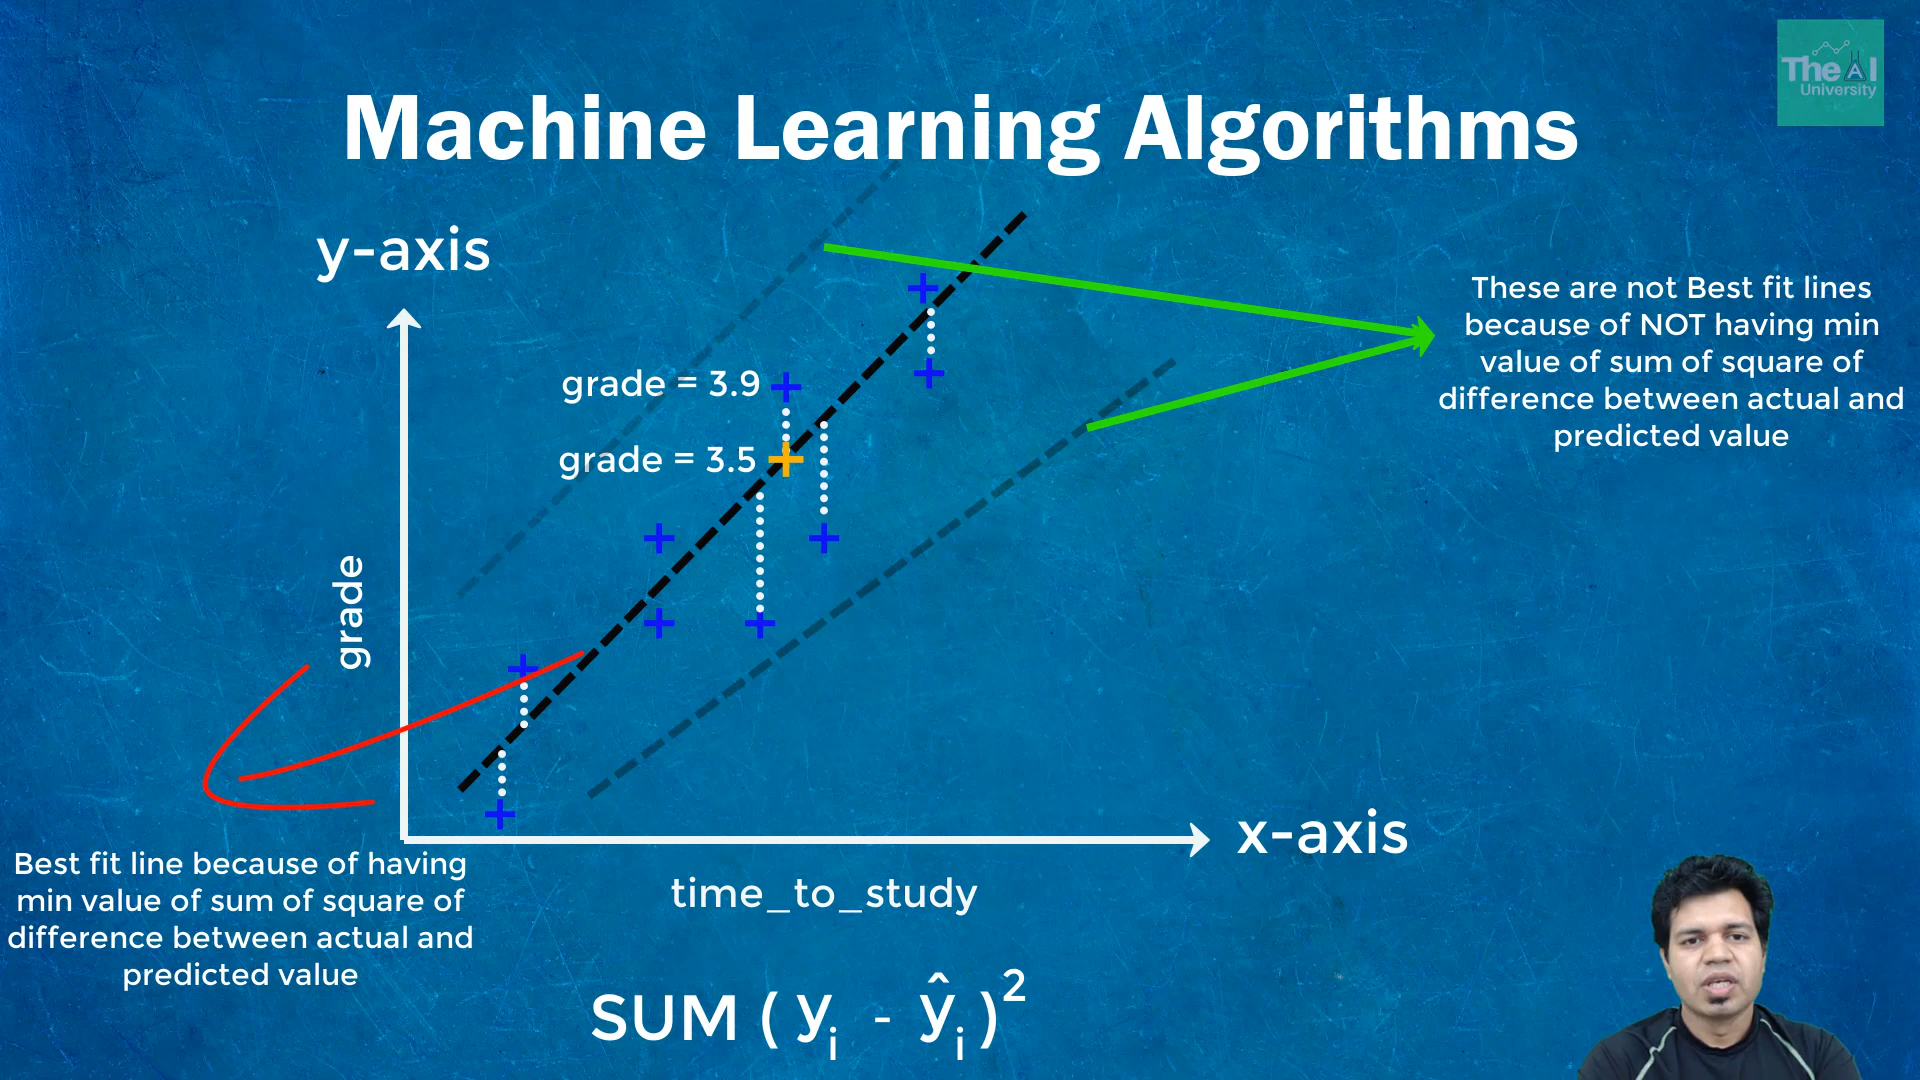 The AI
University
Machine Learning Algorithms
y-axis
These are not Best fit lines
because of NOT having min
value of sum of square of
difference between actual and
predicted value
grade = 3.9
grade = 3.5
grade
x-axis
time_to_study
Best fit line because of having
min value of sum of square of
difference between actual and
predicted value
SUM ( yᵢ - ŷᵢ )²